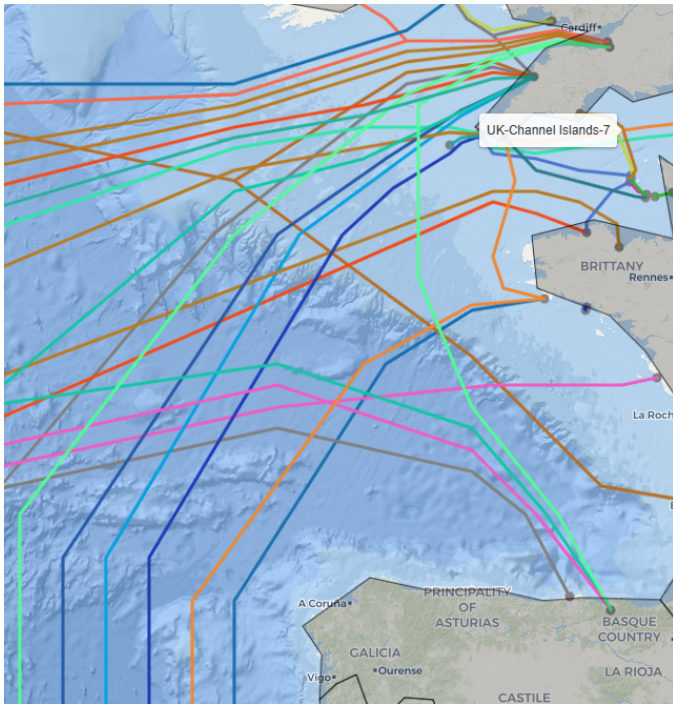 Cardiff
UK-Channel Islands-7
BRITTANY
Rennes
La Roch
A Coruña
PRINCIPALITY
OF
ASTURIAS
BASQUE
COUNTRY
GALICIA
Ourense
LA RIOJA
Vigo
CASTILE